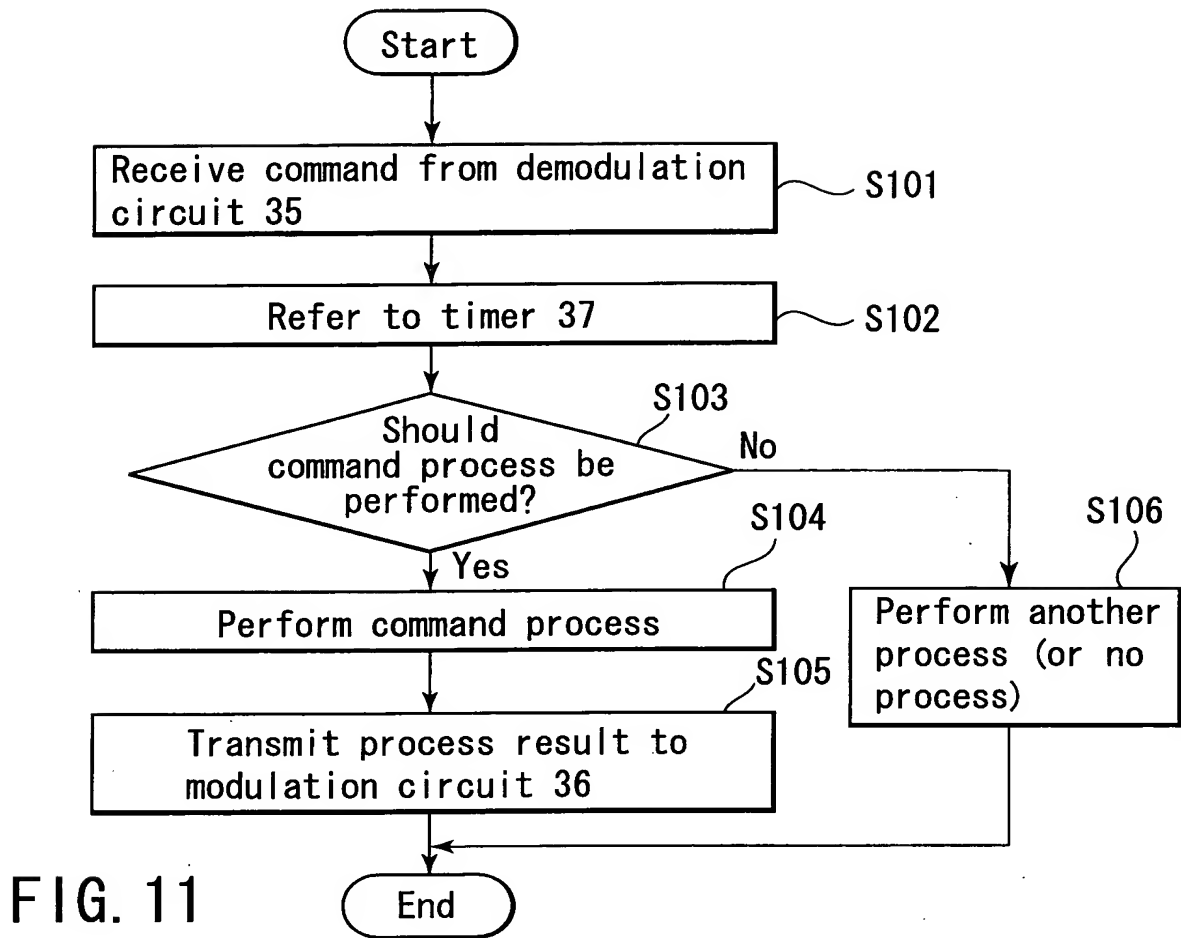 Start
Receive command from demodulation
circuit 35
S101
Refer to timer 37
S102
S103
Should
command process be
performed?
No
Yes
S104
Perform command process
S106
Perform another
process (or no
process)
S105
Transmit process result to
modulation circuit 36
End
FIG. 11